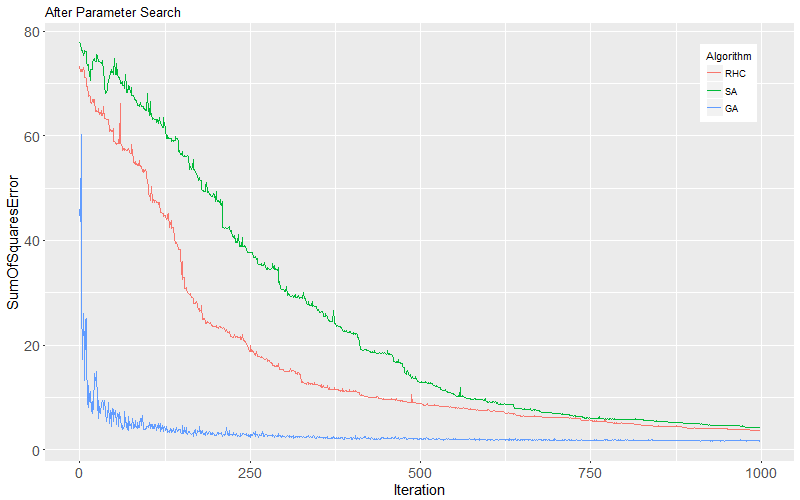 After Parameter Search
80
60
40
20
0
SumOfSquaresError
Algorithm
RHC
SA
GA
0 250 500 750 1000
Iteration